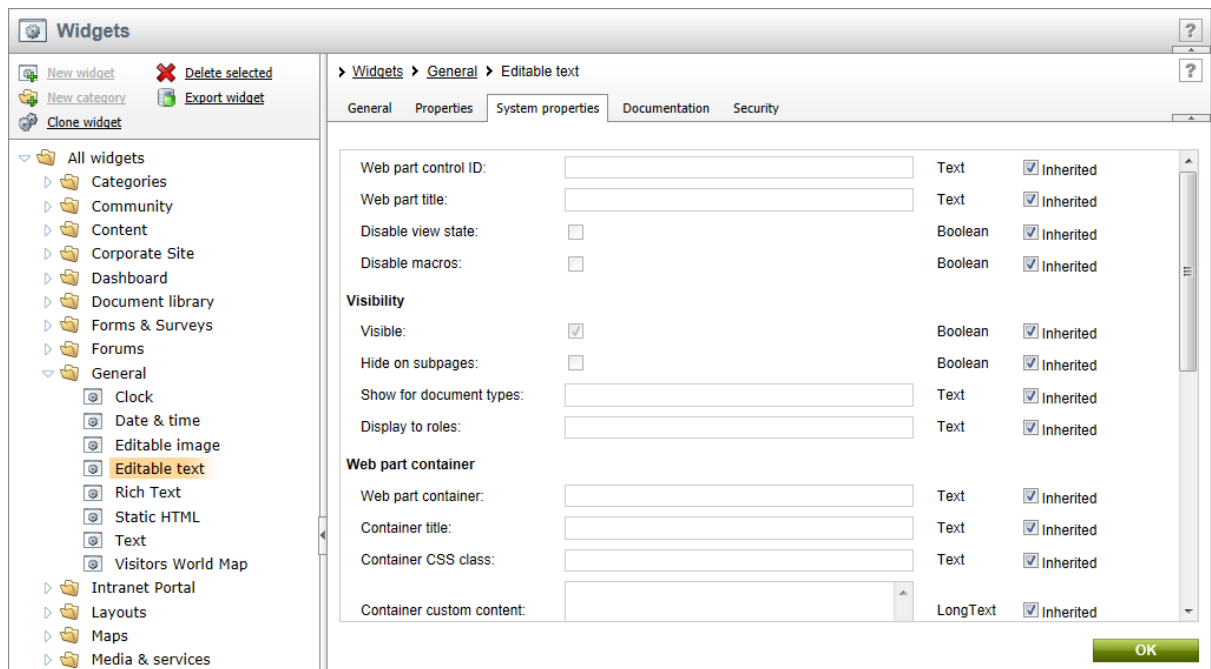 Widgets
?
New widget
Delete selected
New category
Export widget
Clone widget
All widgets
Categories
Community
Content
Corporate Site
Dashboard
Document library
Forms & Surveys
Forums
General
Clock
Date & time
Editable image
Editable text
Rich Text
Static HTML
Text
Visitors World Map
Intranet Portal
Layouts
Maps
Media & services
Widgets General Editable text
?
General Properties System properties Documentation Security
Web part control ID: Text Inherited
Web part title: Text Inherited
Disable view state: Boolean Inherited
Disable macros: Boolean Inherited
Visibility
Visible: Boolean Inherited
Hide on subpages: Boolean Inherited
Show for document types: Text Inherited
Display to roles: Text Inherited
Web part container
Web part container: Text Inherited
Container title: Text Inherited
Container CSS class: Text Inherited
Container custom content: LongText Inherited
OK